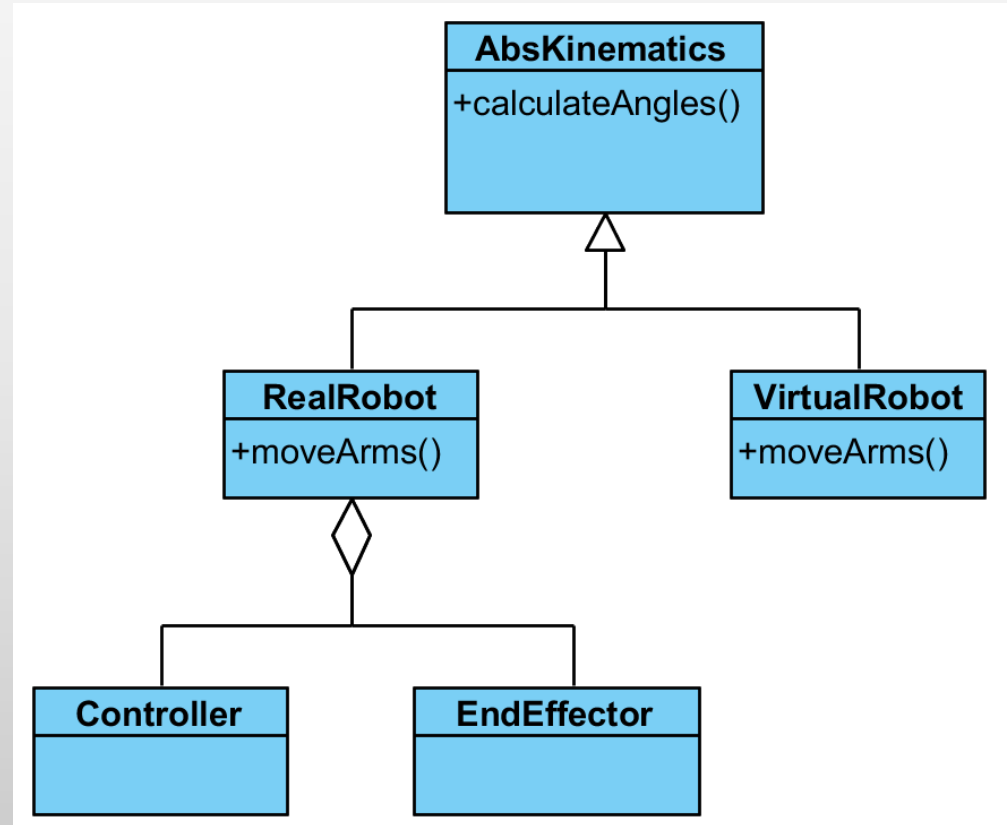 AbsKinematics
+calculateAngles()
RealRobot
+moveArms()
VirtualRobot
+moveArms()
Controller
EndEffector